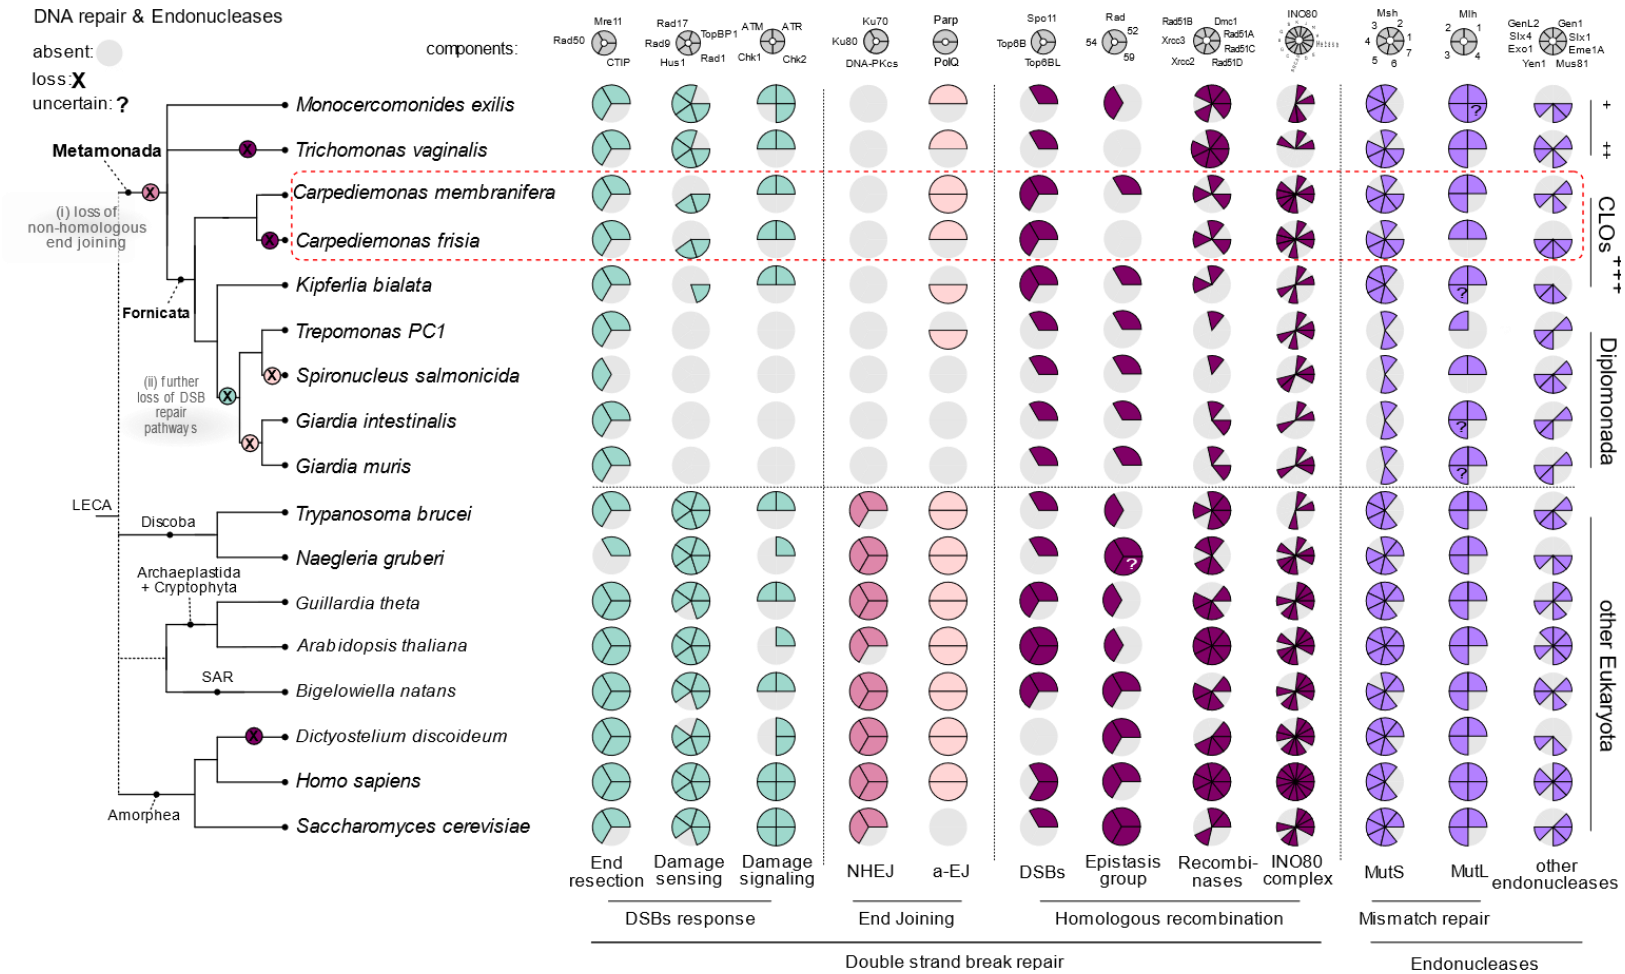 DNA repair & Endonucleases
absent:
loss: X
uncertain: ?
components:
Mre11
Rad50
CTIP
Rad17
TopBP1
Rad9
Hus1
Rad1
ATM
ATR
Chk1
Chk2
Ku70
Ku80
DNA-PKcs
Parp
PolQ
Spo11
Top6B
Top6BL
Rad
52
54
59
Rad51B
Dmc1
Xrcc3
Rad51A
Rad51C
Xrcc2
Rad51D
INO80
Msh
3
2
4
1
7
5
6
Mlh
2
1
3
4
GenL2
Gen1
Slx4
Slx1
Exo1
Eme1A
Yen1
Mus81
Monocercomonides exilis
?
+
Metamonada
X
Trichomonas vaginalis
++
X
Carpediemonas membranifera
(i) loss of
non-homologous
end joining
X
Carpediemonas frisia
CLOs +++
Kipferlia bialata
?
Fornicata
Trepomonas PC1
X
Spironucleus salmonicida
(ii) further
loss of DSB
repair
pathways
X
Giardia intestinalis
?
X
Giardia muris
?
Diplomonada
LECA
Discoba
Trypanosoma brucei
Naegleria gruberi
?
Archaeplastida
+ Cryptophyta
Guillardia theta
Arabidopsis thaliana
SAR
Bigelowiella natans
X
Dictyostelium discoideum
Homo sapiens
Amorphea
Saccharomyces cerevisiae
other Eukaryota
End
resection
Damage
sensing
Damage
signaling
NHEJ
a-EJ
DSBs
Epistasis
group
Recombi-
nases
INO80
complex
MutS
MutL
other
endonucleases
DSBs response
End Joining
Homologous recombination
Mismatch repair
Double strand break repair
Endonucleases